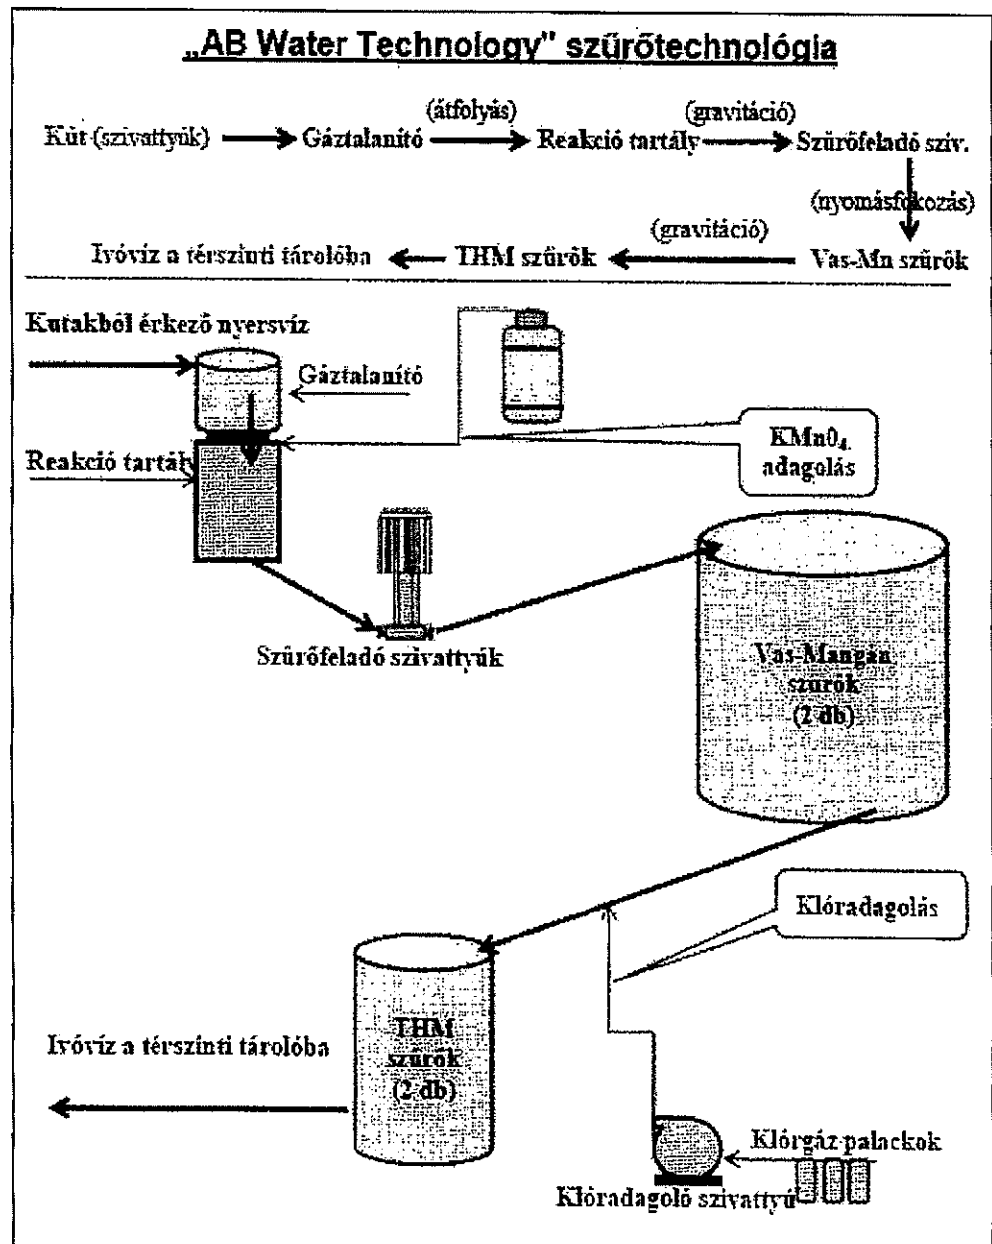 „AB Water Technology" szűrőtechnológia
(átfolyás) (gravitáció)
Kút (szivattyúk) Gáztalanító Reakció tartály Szűrőfeladó sziv.
(nyomásfokozás)
(gravitáció)
Ivóvíz a térszinti tárolóba THM szűrők Vas-Mn szűrők
Kutakból érkező nyersvíz
Gáztalanító
KMn0₄
adagolás
Reakció tartály
Szűrőfeladó szivattyúk
Vas-Mangán
szűrők
(2 db)
Klóradagolás
THM
szűrők
(2 db)
Ivóvíz a térszinti tárolóba
Klórgáz palackok
Klóradagoló szivattyú